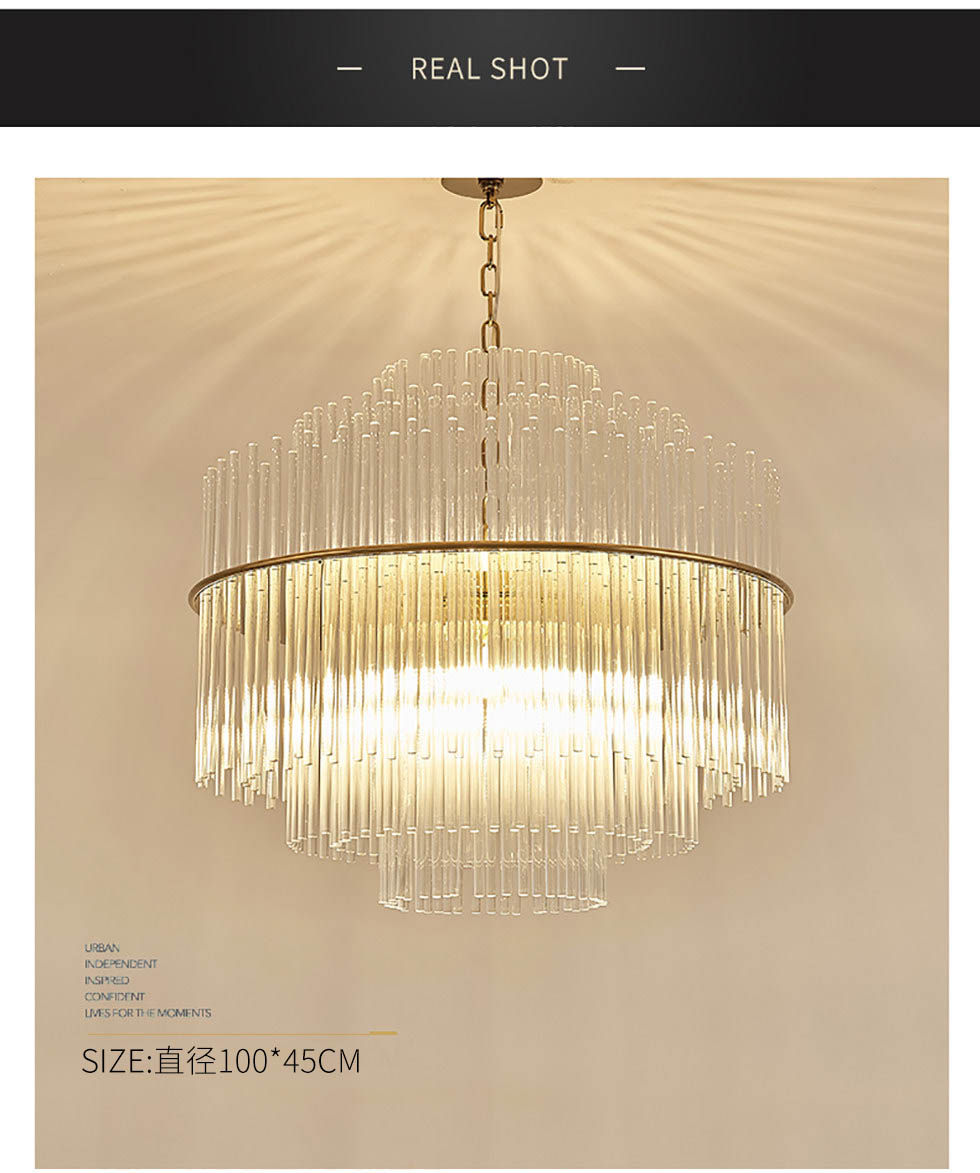 — REAL SHOT —
URBAN
INDEPENDENT
INSPIRED
CONFIDENT
LIVES FOR THE MOMENTS
SIZE:直径100*45CM